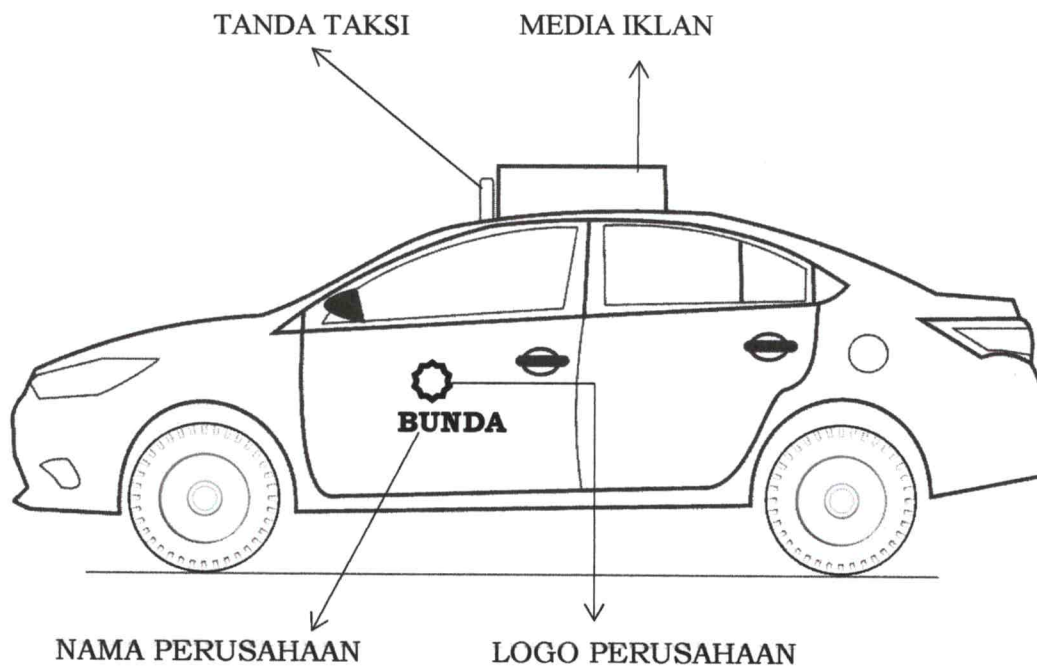 TANDA TAKSI
MEDIA IKLAN
BUNDA
NAMA PERUSAHAAN
LOGO PERUSAHAAN